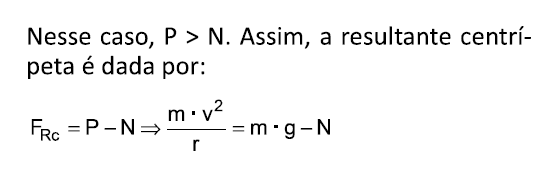 Nesse caso, P > N. Assim, a resultante centrí-
peta é dada por:
F_Rc = P – N ⇒ m · v² / r = m · g – N